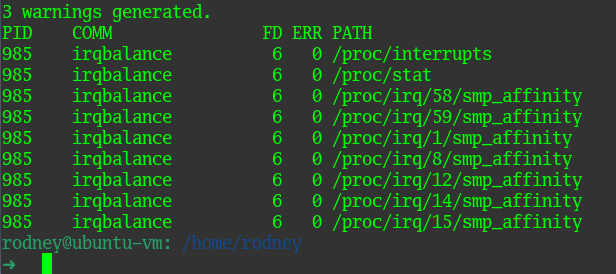 3 warnings generated.
PID    COMM               FD ERR PATH
985    irqbalance          6   0 /proc/interrupts
985    irqbalance          6   0 /proc/stat
985    irqbalance          6   0 /proc/irq/58/smp_affinity
985    irqbalance          6   0 /proc/irq/59/smp_affinity
985    irqbalance          6   0 /proc/irq/1/smp_affinity
985    irqbalance          6   0 /proc/irq/8/smp_affinity
985    irqbalance          6   0 /proc/irq/12/smp_affinity
985    irqbalance          6   0 /proc/irq/14/smp_affinity
985    irqbalance          6   0 /proc/irq/15/smp_affinity
rodney@ubuntu-vm: /home/rodney
➜